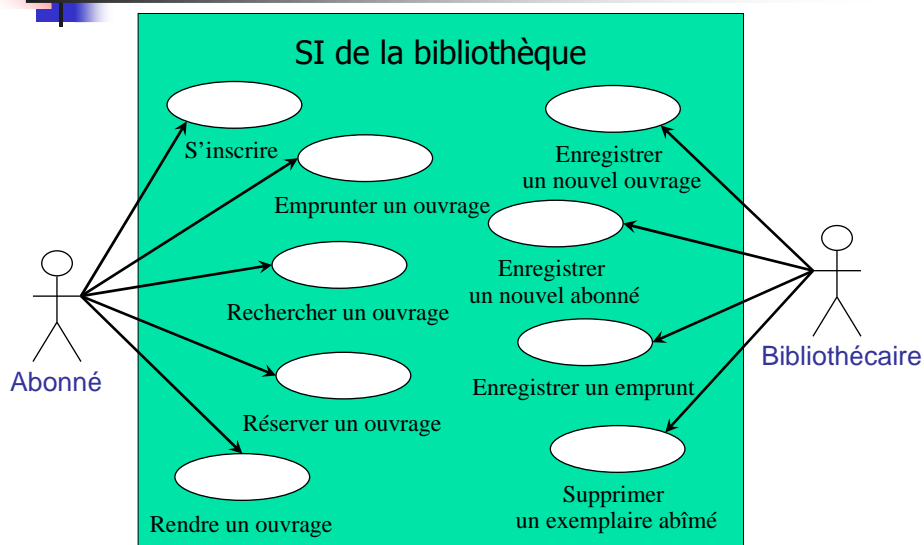 SI de la bibliothèque
S'inscrire
Emprunter un ouvrage
Rechercher un ouvrage
Réserver un ouvrage
Rendre un ouvrage
Enregistrer
un nouvel ouvrage
Enregistrer
un nouvel abonné
Enregistrer un emprunt
Supprimer
un exemplaire abîmé
Abonné
Bibliothécaire